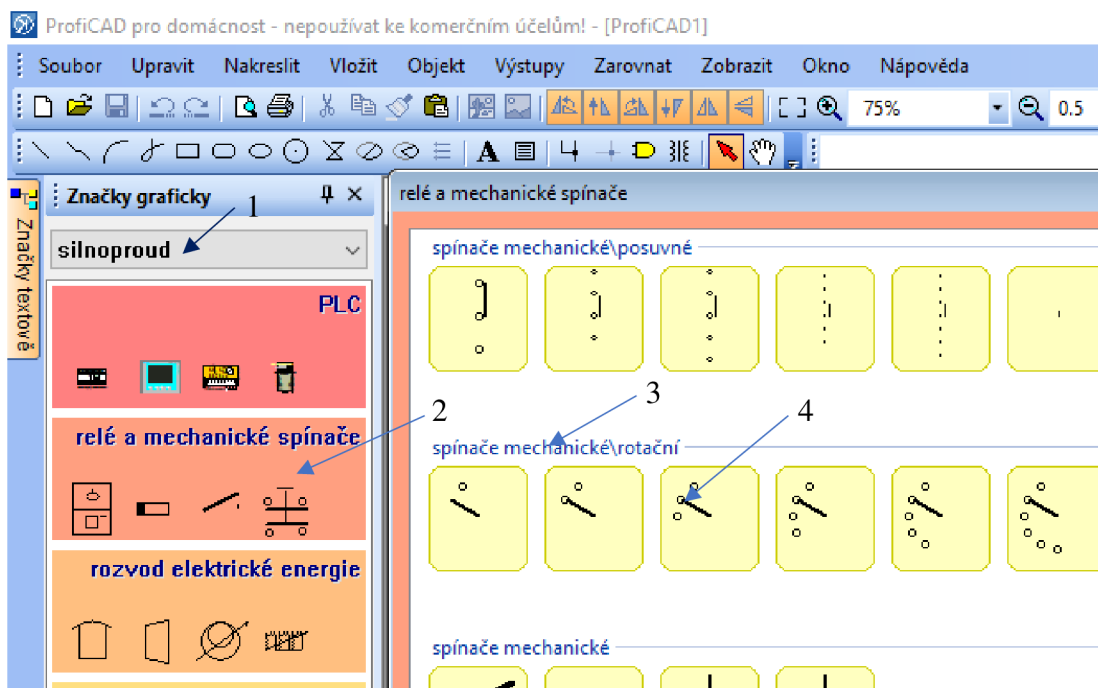 ProfiCAD pro domácnost - nepoužívat ke komerčním účelům! - [ProfiCAD1]
Soubor Upravit Nakreslit Vložit Objekt Výstupy Zarovnat Zobrazit Okno Nápověda
75% 0.5
A
Značky textově
Značky graficky
1
silnoproud
PLC
relé a mechanické spínače
2
rozvod elektrické energie
relé a mechanické spínače
spínače mechanické\posuvné
3
4
spínače mechanické\rotační
spínače mechanické